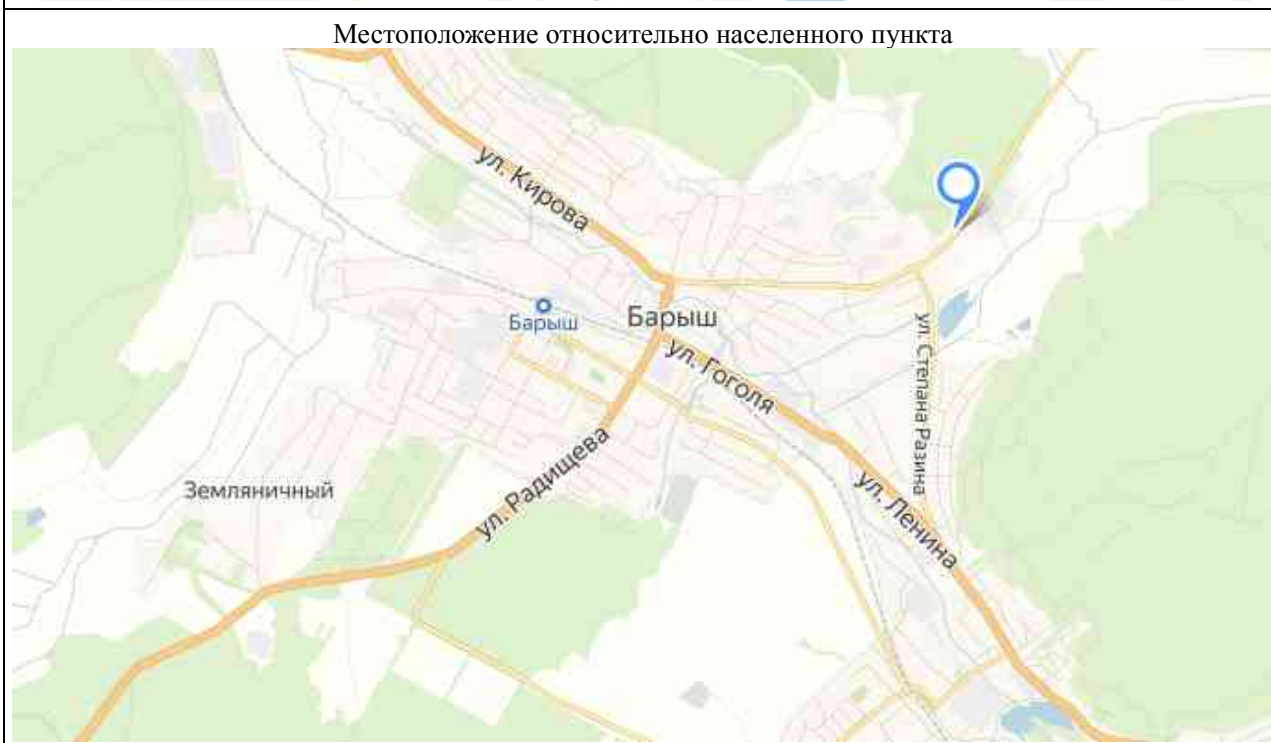 Местоположение относительно населенного пункта
ул. Кирова
Барыш
Барыш
ул. Гоголя
ул. Степана Разина
ул. Радищева
Земляничный
ул. Ленина